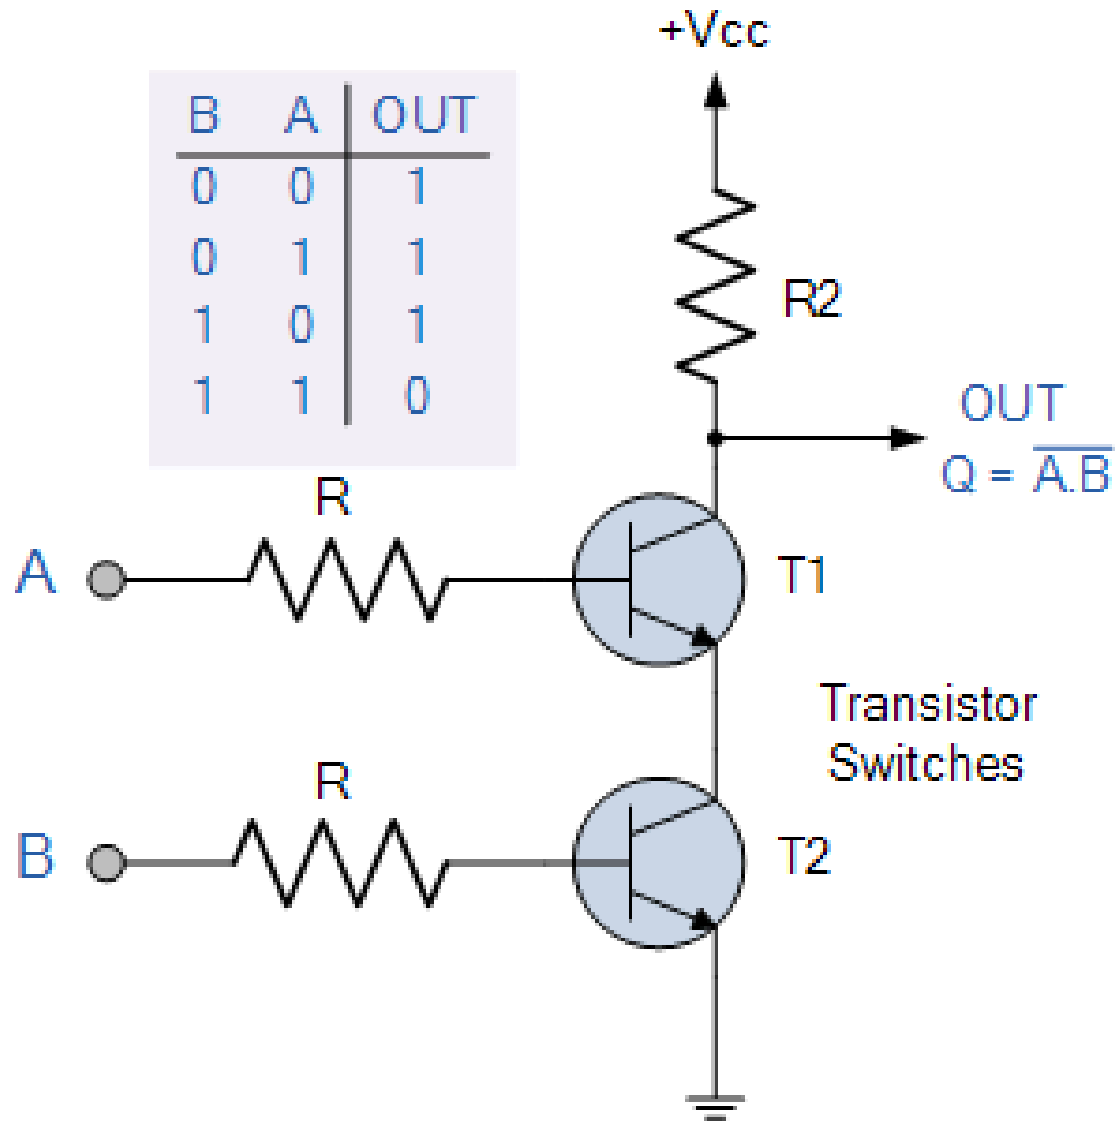 +Vcc
B A OUT
0 0 1
0 1 1
1 0 1
1 1 0
R2
OUT
Q = A̅.̅B̅
R
A
T1
Transistor
Switches
R
B
T2